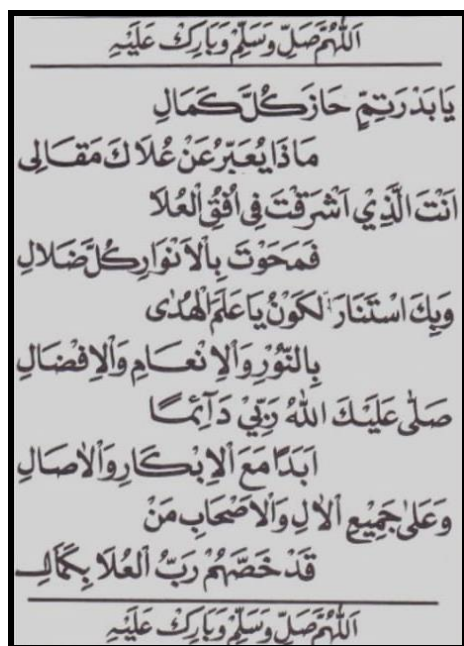 اَللّٰهُمَّ صَلِّ وَسَلِّمْ وَبَارِكْ عَلَيْهِ
يَابَدْرَتِمٍّ حَازَكُلَّ كَمَالِ
مَاذَا يُعَبِّرُ عَنْ عُلَاكَ مَقَالِى
اَنْتَ الَّذِيْ اَشْرَقْتَ فِى اُفُقِ الْعُلَا
فَمَحَوْتَ بِالْاَنْوَارِ كُلَّ ضَلَالِ
وَبِكَ اسْتَنَارَ الْكَوْنُ يَا عَلَمَ الْهُدٰى
بِالنُّوْرِ وَالْاِنْعَامِ وَالْاِفْضَالِ
صَلّٰى عَلَيْكَ اللّٰهُ رَبِّيْ دَآئِمًا
اَبَدًا مَعَ الْاِبْكَارِ وَالْاٰصَالِ
وَعَلٰى جَمِيْعِ الْاٰلِ وَالْاَصْحَابِ مَنْ
قَدْ خَصَّهُمْ رَبُّ الْعُلَا بِكَمَالِ
اَللّٰهُمَّ صَلِّ وَسَلِّمْ وَبَارِكْ عَلَيْهِ